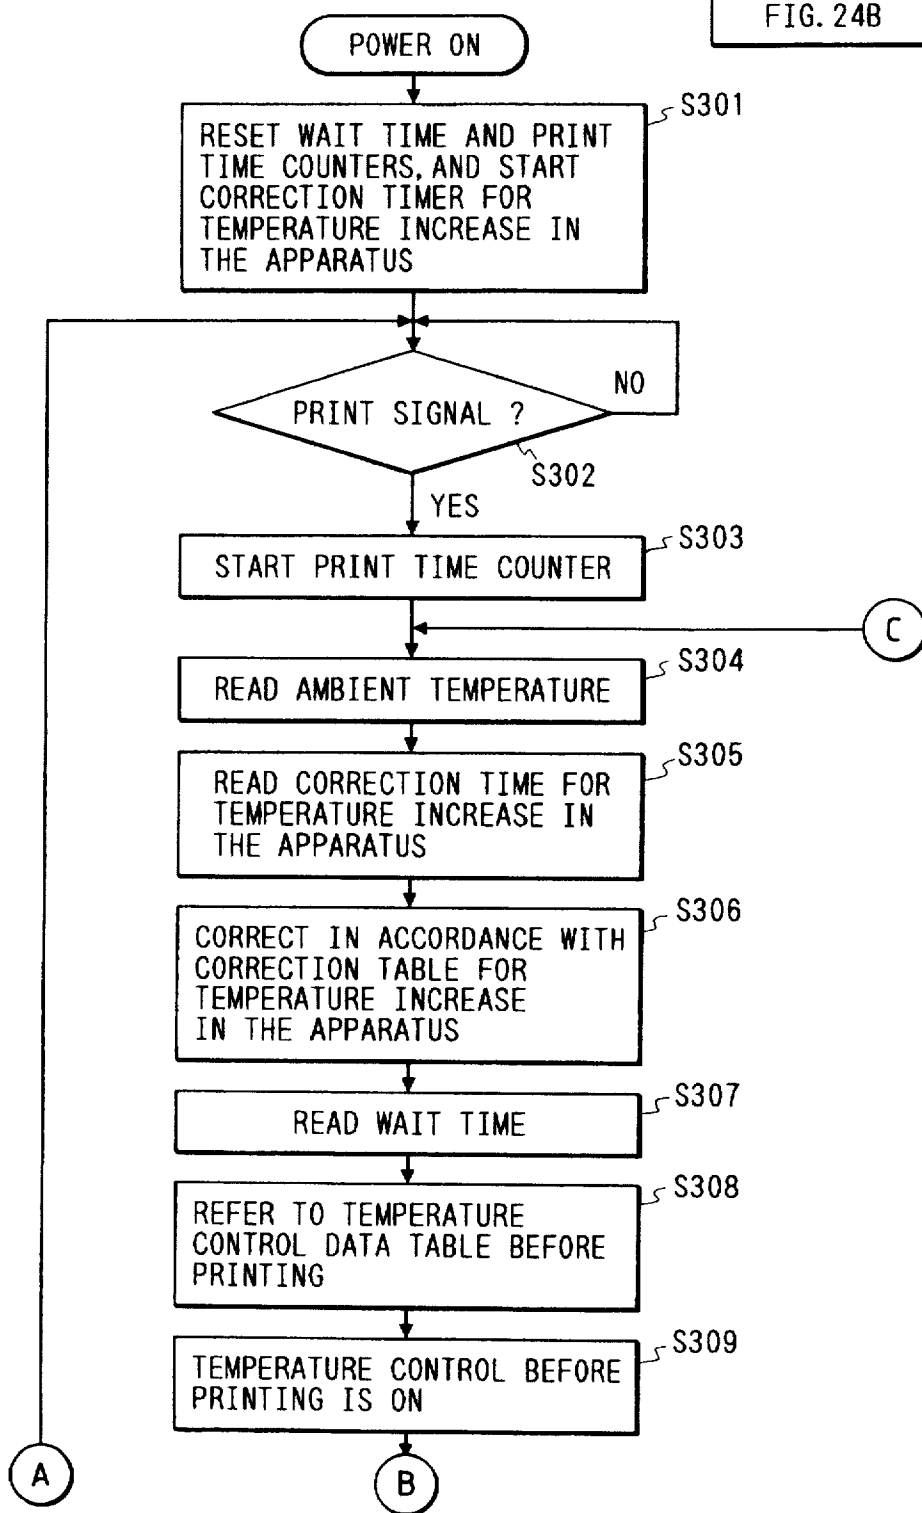 FIG. 24B
POWER ON
S301
RESET WAIT TIME AND PRINT
TIME COUNTERS, AND START
CORRECTION TIMER FOR
TEMPERATURE INCREASE IN
THE APPARATUS
NO
PRINT SIGNAL ?
S302
YES
S303
START PRINT TIME COUNTER
C
S304
READ AMBIENT TEMPERATURE
S305
READ CORRECTION TIME FOR
TEMPERATURE INCREASE IN
THE APPARATUS
S306
CORRECT IN ACCORDANCE WITH
CORRECTION TABLE FOR
TEMPERATURE INCREASE
IN THE APPARATUS
S307
READ WAIT TIME
S308
REFER TO TEMPERATURE
CONTROL DATA TABLE BEFORE
PRINTING
S309
TEMPERATURE CONTROL BEFORE
PRINTING IS ON
A
B